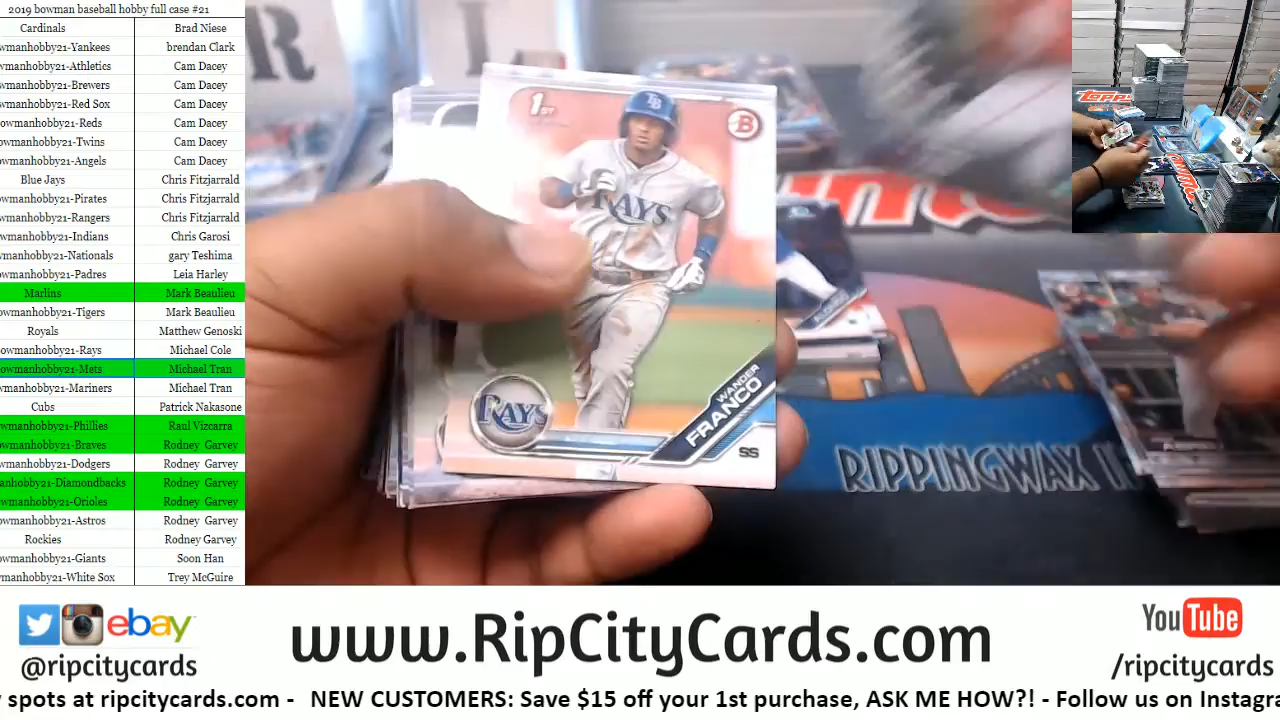 2019 bowman baseball hobby full case #21
Cardinals Brad Niese
wmanhobby21-Yankees brendan Clark
owmanhobby21-Athletics Cam Dacey
owmanhobby21-Brewers Cam Dacey
owmanhobby21-Red Sox Cam Dacey
owmanhobby21-Reds Cam Dacey
owmanhobby21-Twins Cam Dacey
owmanhobby21-Angels Cam Dacey
Blue Jays Chris Fitzjarrald
owmanhobby21-Pirates Chris Fitzjarrald
owmanhobby21-Rangers Chris Fitzjarrald
owmanhobby21-Indians Chris Garosi
manhobby21-Nationals gary Teshima
owmanhobby21-Padres Leia Harley
Marlins Mark Beaulieu
owmanhobby21-Tigers Mark Beaulieu
Royals Matthew Genoski
owmanhobby21-Rays Michael Cole
owmanhobby21-Mets Michael Tran
wmanhobby21-Mariners Michael Tran
Cubs Patrick Nakasone
wmanhobby21-Phillies Raul Vizcarra
owmanhobby21-Braves Rodney Garvey
owmanhobby21-Dodgers Rodney Garvey
anhobby21-Diamondbacks Rodney Garvey
owmanhobby21-Orioles Rodney Garvey
owmanhobby21-Astros Rodney Garvey
Rockies Rodney Garvey
owmanhobby21-Giants Soon Han
manhobby21-White Sox Trey McGuire
1ST
B
TB
RAYS
RAYS
WANDER
FRANCO
SS
RIPPINGWAX
topps
ebay
@ripcitycards
www.RipCityCards.com
YouTube
/ripcitycards
spots at ripcitycards.com - NEW CUSTOMERS: Save $15 off your 1st purchase, ASK ME HOW?! - Follow us on Instagra